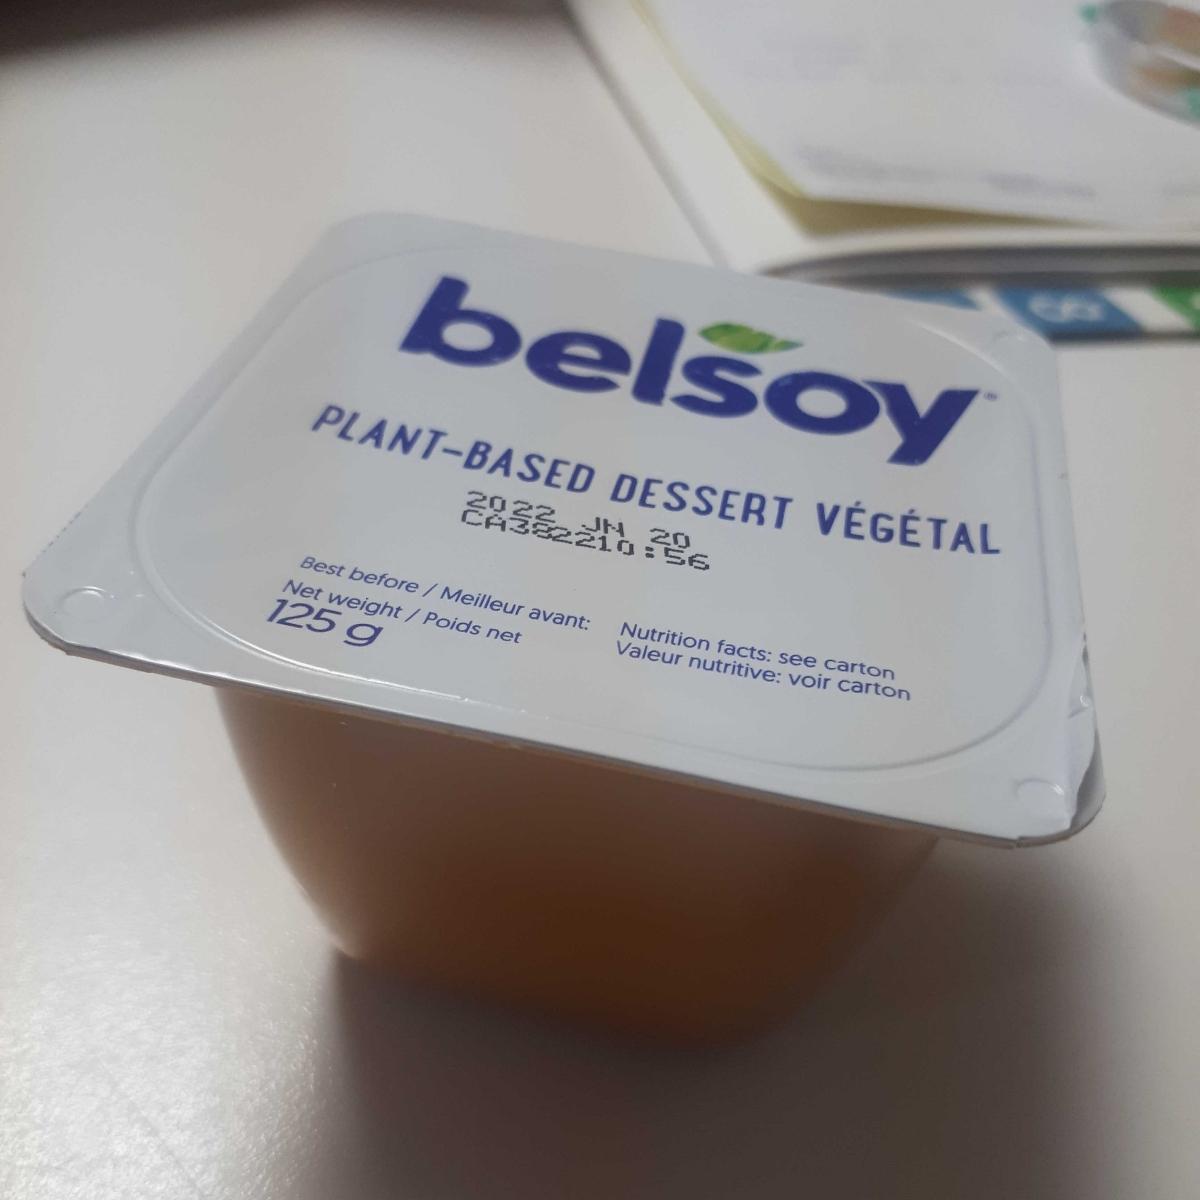 belsoy®
PLANT-BASED DESSERT VÉGÉTAL
2022 JN 20
CA382210:56
Best before / Meilleur avant:
Net weight / Poids net
125 g
Nutrition facts: see carton
Valeur nutritive: voir carton